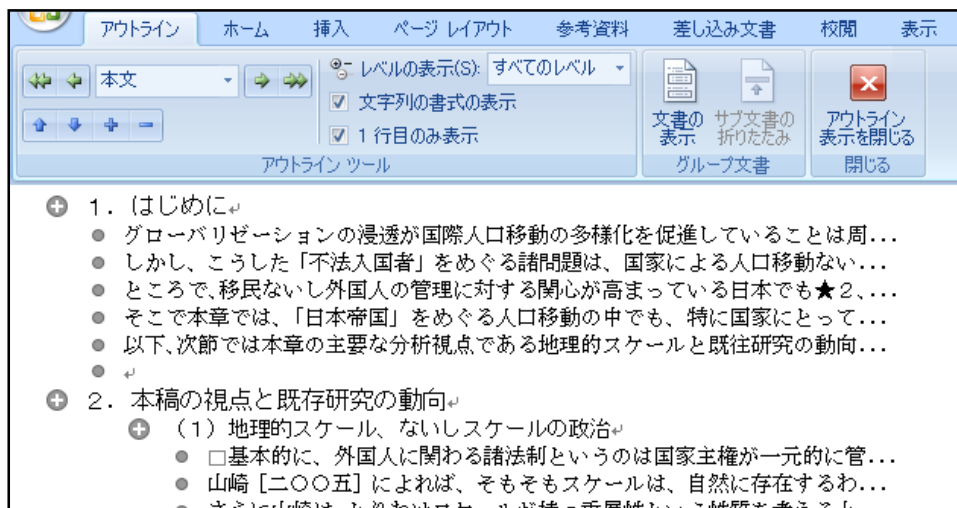 アウトライン ホーム 挿入 ページ レイアウト 参考資料 差し込み文書 校閲 表示
本文
レベルの表示(S): すべてのレベル
文字列の書式の表示
1 行目のみ表示
文書の表示
サブ文書の折りたたみ
アウトライン表示を閉じる
アウトライン ツール グループ文書 閉じる
1．はじめに
グローバリゼーションの浸透が国際人口移動の多様化を促進していることは周...
しかし、こうした「不法入国者」をめぐる諸問題は、国家による人口移動ない...
ところで、移民ないし外国人の管理に対する関心が高まっている日本でも★2、...
そこで本章では、「日本帝国」をめぐる人口移動の中でも、特に国家にとって...
以下、次節では本章の主要な分析視点である地理的スケールと既往研究の動向...
2．本稿の視点と既存研究の動向
（1）地理的スケール、ないしスケールの政治
□基本的に、外国人に関わる諸法制というのは国家主権が一元的に管...
山崎［二〇〇五］によれば、そもそもスケールは、自然に存在するわ...